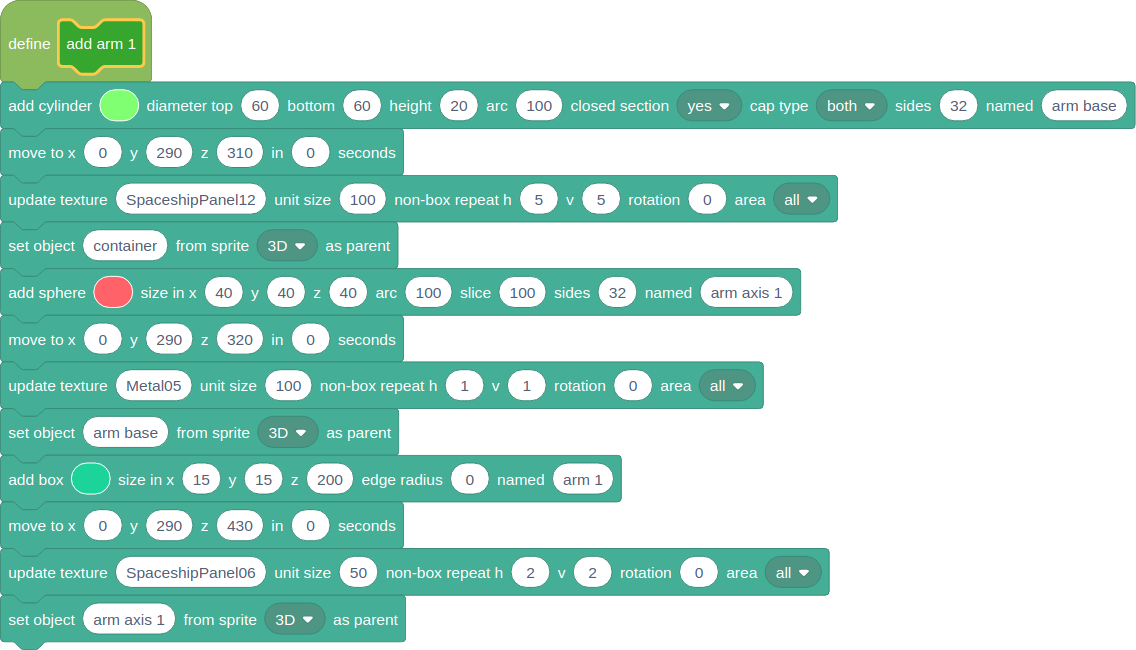 define add arm 1
add cylinder diameter top 60 bottom 60 height 20 arc 100 closed section yes cap type both sides 32 named arm base
move to x 0 y 290 z 310 in 0 seconds
update texture SpaceshipPanel12 unit size 100 non-box repeat h 5 v 5 rotation 0 area all
set object container from sprite 3D as parent
add sphere size in x 40 y 40 z 40 arc 100 slice 100 sides 32 named arm axis 1
move to x 0 y 290 z 320 in 0 seconds
update texture Metal05 unit size 100 non-box repeat h 1 v 1 rotation 0 area all
set object arm base from sprite 3D as parent
add box size in x 15 y 15 z 200 edge radius 0 named arm 1
move to x 0 y 290 z 430 in 0 seconds
update texture SpaceshipPanel06 unit size 50 non-box repeat h 2 v 2 rotation 0 area all
set object arm axis 1 from sprite 3D as parent